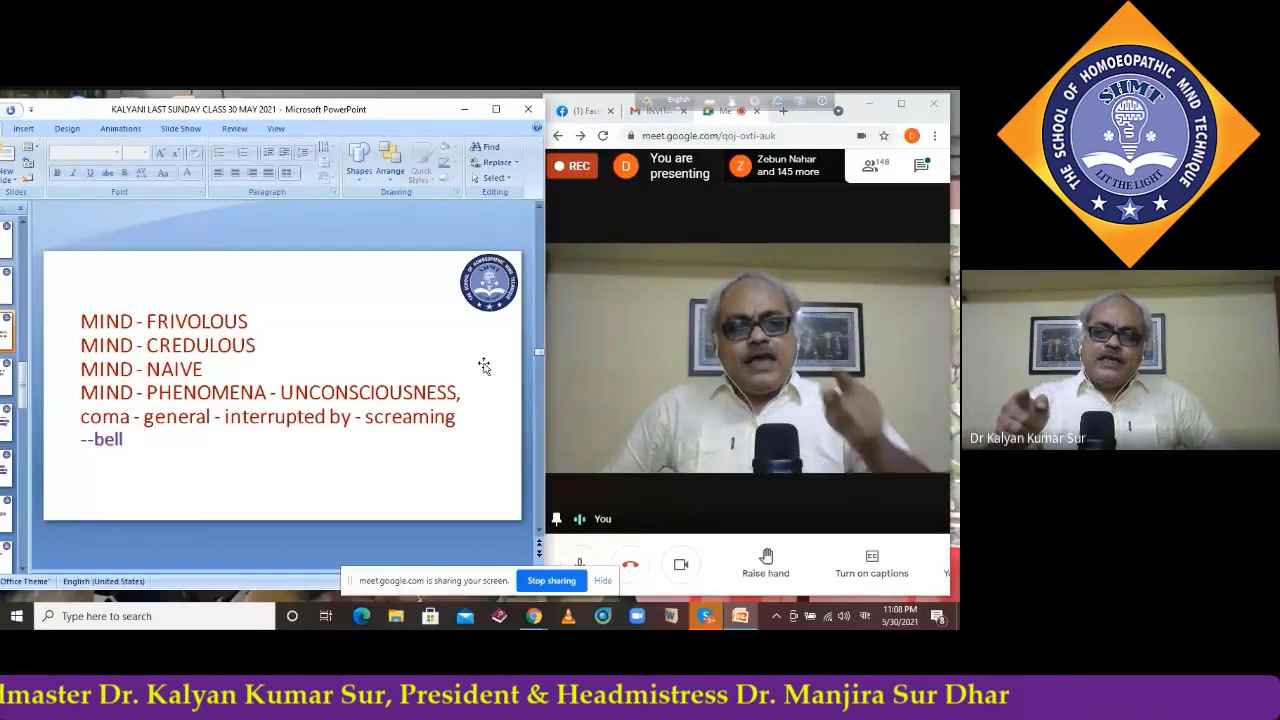 KALYANI LAST SUNDAY CLASS 30 MAY 2021 - Microsoft PowerPoint
Insert Design Animations Slide Show Review View
Find
Replace
Select
Shapes Arrange Quick Styles
Slides Font Paragraph Drawing Editing
MIND - FRIVOLOUS
MIND - CREDULOUS
MIND - NAIVE
MIND - PHENOMENA - UNCONSCIOUSNESS,
coma - general - interrupted by - screaming
--bell
Office Theme" English (United States)
English
meet.google.com/qoj-oxti-auk
REC
D
You are
presenting
Z
Zebun Nahar
and 145 more
148
You
Raise hand
Turn on captions
meet.google.com is sharing your screen.
Stop sharing
Hide
Type here to search
বাং
11:08 PM
5/30/2021
THE SCHOOL OF HOMOEOPATHIC MIND TECHNIQUE
SHMT
LIT THE LIGHT
Dr Kalyan Kumar Sur
dmaster Dr. Kalyan Kumar Sur, President & Headmistress Dr. Manjira Sur Dhar